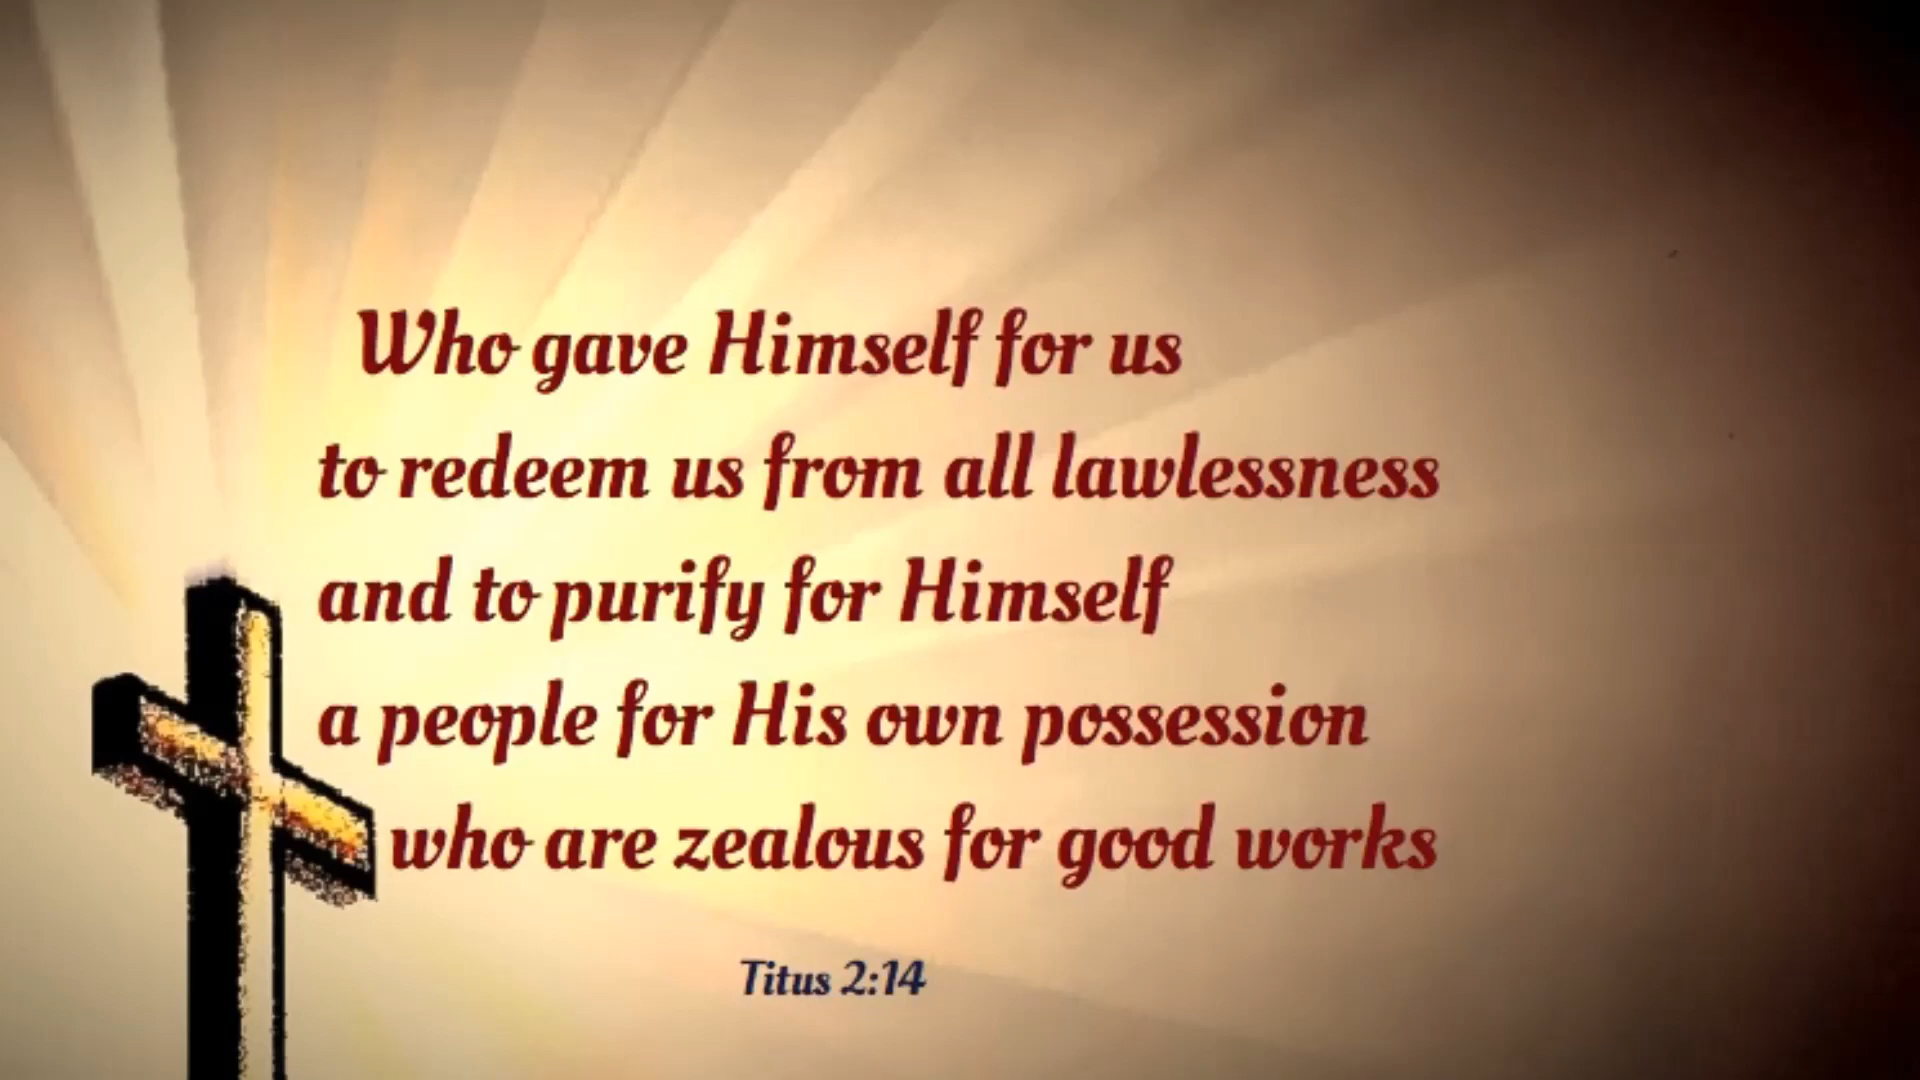 Who gave Himself for us
to redeem us from all lawlessness
and to purify for Himself
a people for His own possession
who are zealous for good works
Titus 2:14